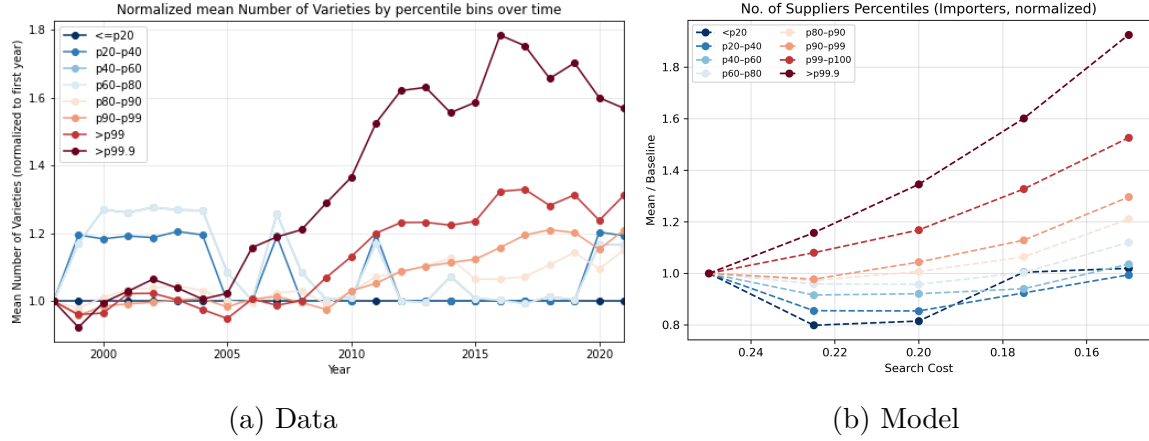 Normalized mean Number of Varieties by percentile bins over time
Mean Number of Varieties (normalized to first year)
1.8
1.6
1.4
1.2
1.0
<=p20
p20–p40
p40–p60
p60–p80
p80–p90
p90–p99
>p99
>p99.9
2000
2005
2010
2015
2020
Year
(a) Data
No. of Suppliers Percentiles (Importers, normalized)
Mean / Baseline
1.8
1.6
1.4
1.2
1.0
0.8
<p20
p20–p40
p40–p60
p60–p80
p80–p90
p90–p99
p99–p100
>p99.9
0.24
0.22
0.20
0.18
0.16
Search Cost
(b) Model